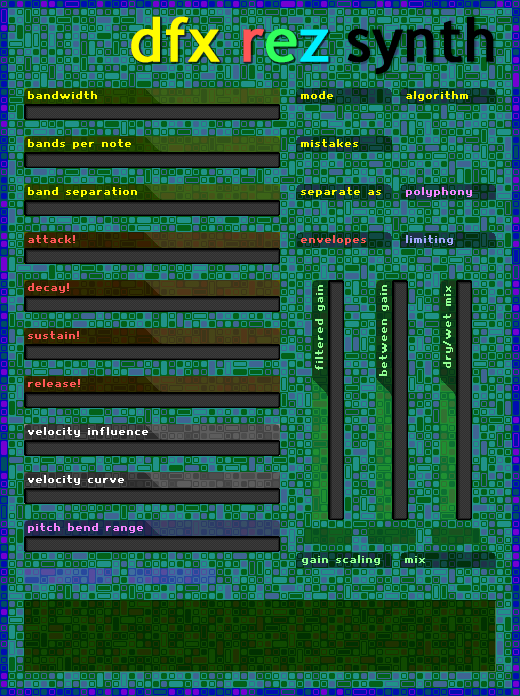 dfx rez synth
bandwidth
mode
algorithm
bands per note
mistakes
band separation
separate as
polyphony
attack!
envelopes
limiting
decay!
filtered gain
between gain
dry/wet mix
sustain!
release!
velocity influence
velocity curve
pitch bend range
gain scaling
mix